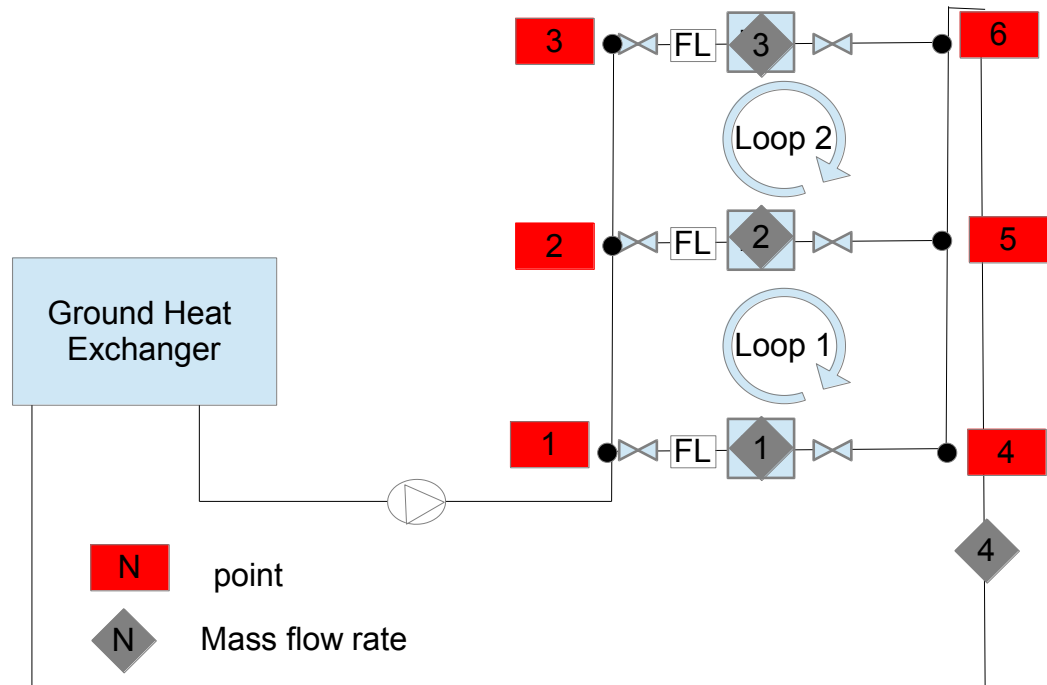 3
FL
3
6
Loop 2
2
FL
2
5
Ground Heat
Exchanger
Loop 1
1
FL
1
4
4
N
point
N
Mass flow rate